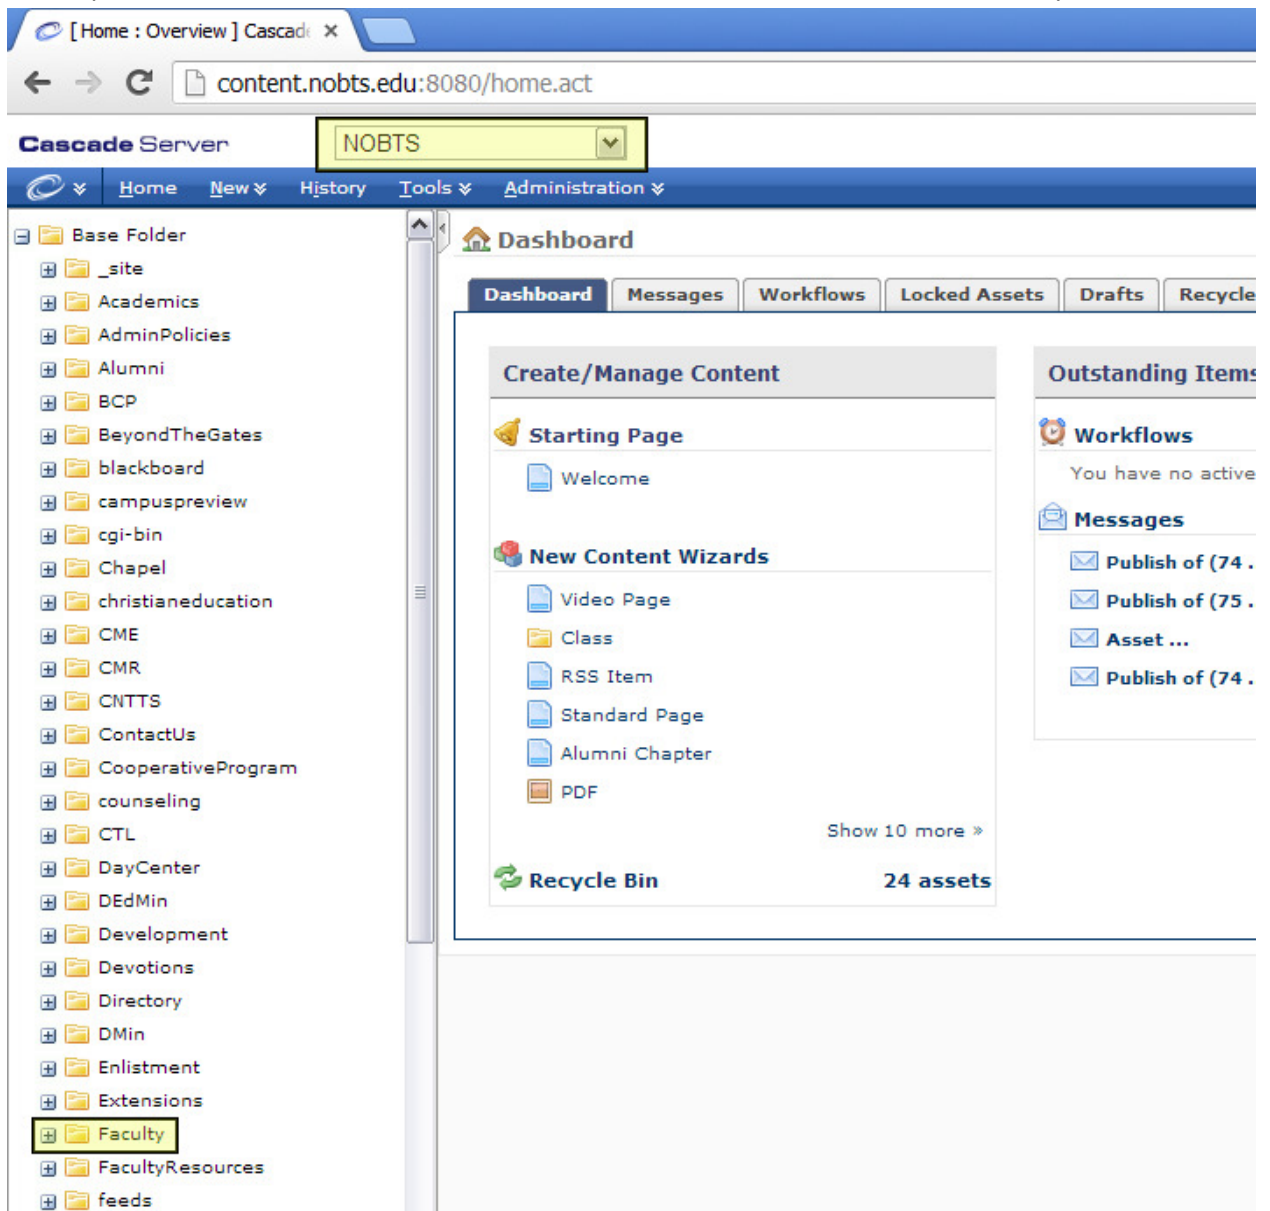 [ Home : Overview ] Cascade
content.nobts.edu:8080/home.act
Cascade Server
NOBTS
Home New History Tools Administration
Base Folder
_site
Academics
AdminPolicies
Alumni
BCP
BeyondTheGates
blackboard
campuspreview
cgi-bin
Chapel
christianeducation
CME
CMR
CNTTS
ContactUs
CooperativeProgram
counseling
CTL
DayCenter
DEdMin
Development
Devotions
Directory
DMin
Enlistment
Extensions
Faculty
FacultyResources
feeds
Dashboard
Dashboard Messages Workflows Locked Assets Drafts Recycle
Create/Manage Content
Starting Page
Welcome
New Content Wizards
Video Page
Class
RSS Item
Standard Page
Alumni Chapter
PDF
Show 10 more »
Recycle Bin 24 assets
Outstanding Items
Workflows
You have no active
Messages
Publish of (74 .
Publish of (75 .
Asset ...
Publish of (74 .